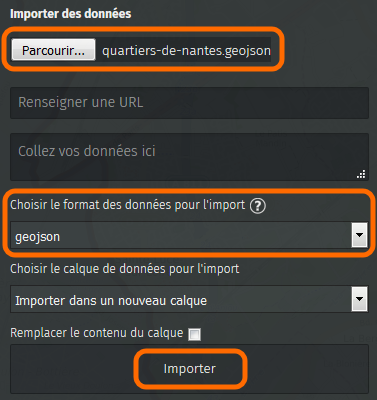 Importer des données
Parcourir... quartiers-de-nantes.geojson
Renseigner une URL
Collez vos données ici
Choisir le format des données pour l'import ?
geojson
Choisir le calque de données pour l'import
Importer dans un nouveau calque
Remplacer le contenu du calque
Importer